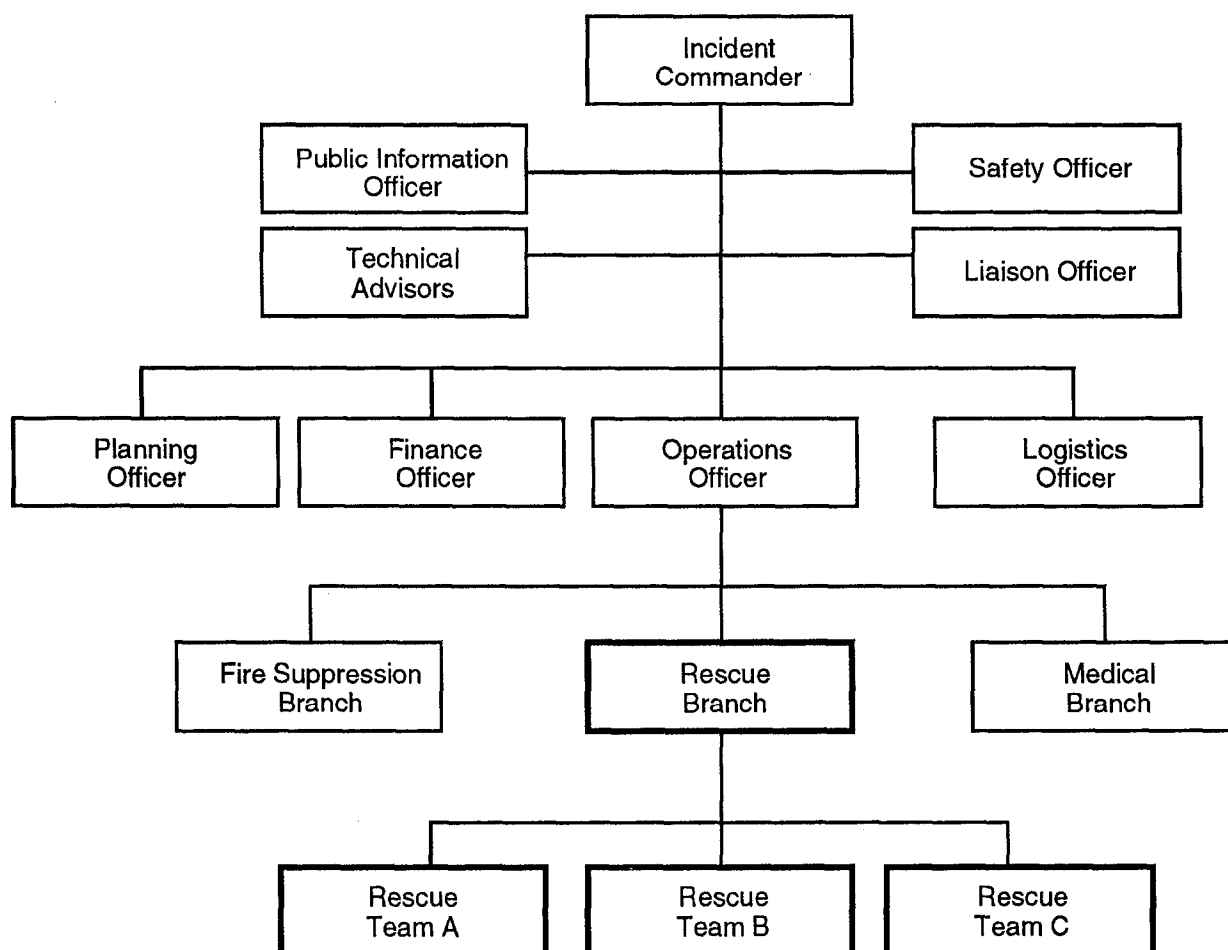 Incident
Commander
Public Information
Officer
Safety Officer
Technical
Advisors
Liaison Officer
Planning
Officer
Finance
Officer
Operations
Officer
Logistics
Officer
Fire Suppression
Branch
Rescue
Branch
Medical
Branch
Rescue
Team A
Rescue
Team B
Rescue
Team C